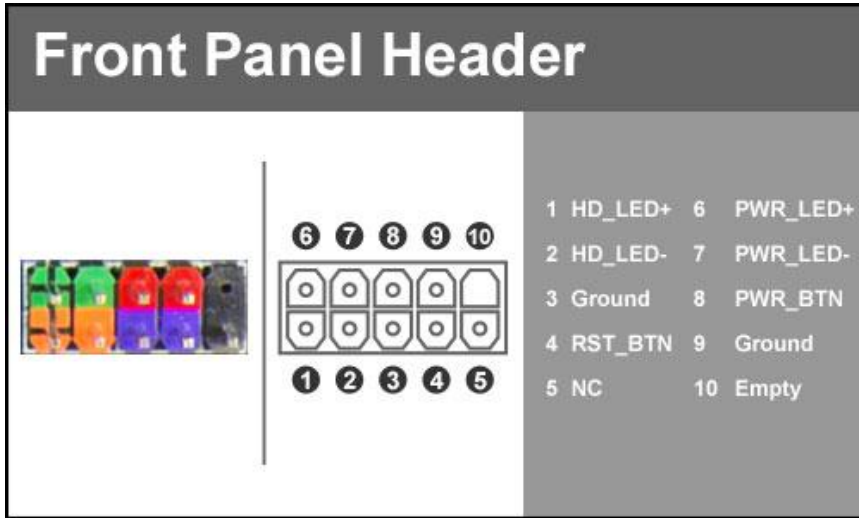 Front Panel Header
6 7 8 9 10
1 2 3 4 5
1 HD_LED+ 6 PWR_LED+
2 HD_LED- 7 PWR_LED-
3 Ground 8 PWR_BTN
4 RST_BTN 9 Ground
5 NC 10 Empty